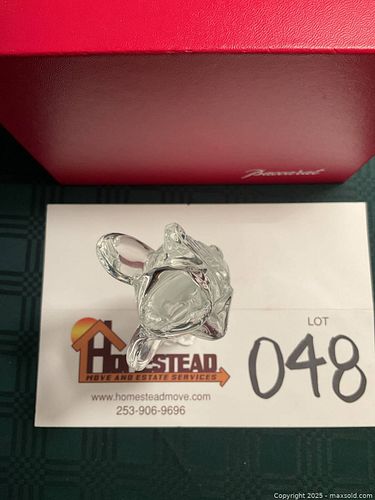 Baccarat
LOT
048
HOMESTEAD
MOVE AND ESTATE SERVICES
www.homesteadmove.com
253-906-9696
Copyright 2025 - maxsold.com